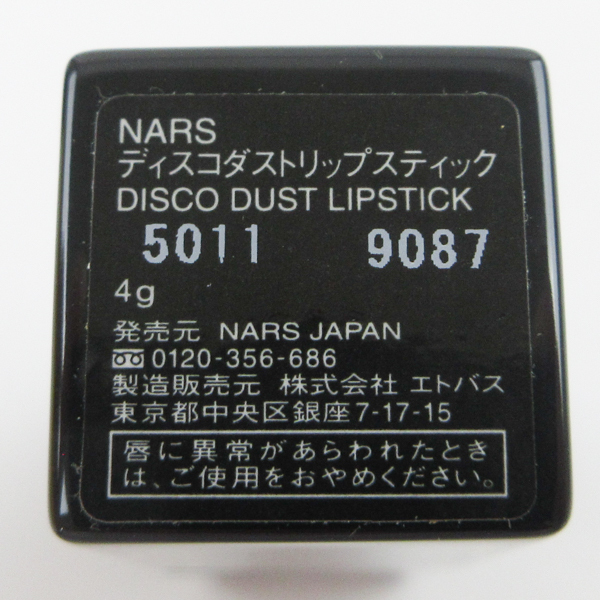 NARS
ディスコダストリップスティック
DISCO DUST LIPSTICK
5011 9087
4g
発売元 NARS JAPAN
0120-356-686
製造販売元 株式会社 エトバス
東京都中央区銀座7-17-15
唇に異常があらわれたとき
は、ご使用をおやめください。